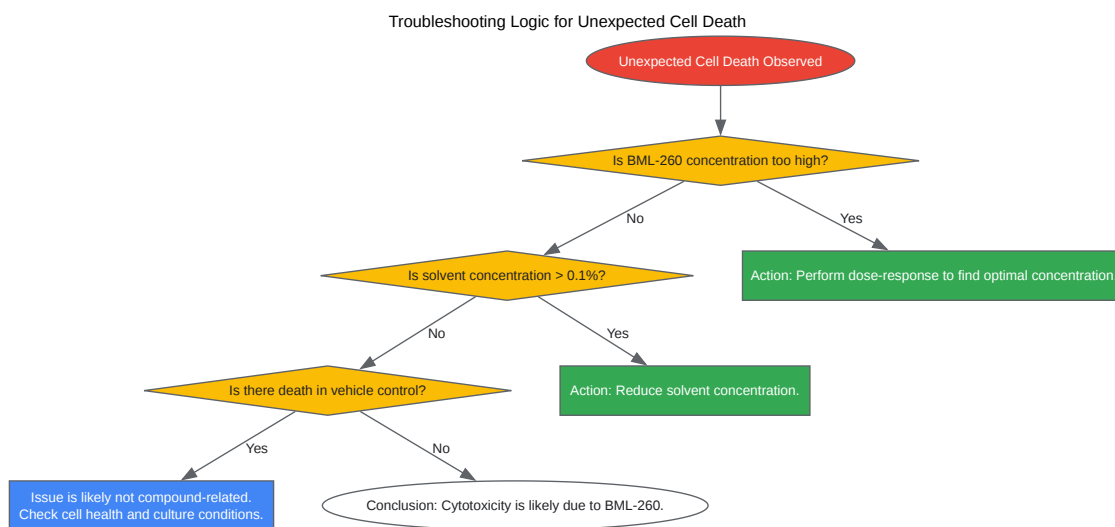 Troubleshooting Logic for Unexpected Cell Death
Unexpected Cell Death Observed
Is BML-260 concentration too high?
No
Yes
Is solvent concentration > 0.1%?
Action: Perform dose-response to find optimal concentration
No
Yes
Is there death in vehicle control?
Action: Reduce solvent concentration.
Yes
No
Issue is likely not compound-related.
Check cell health and culture conditions.
Conclusion: Cytotoxicity is likely due to BML-260.